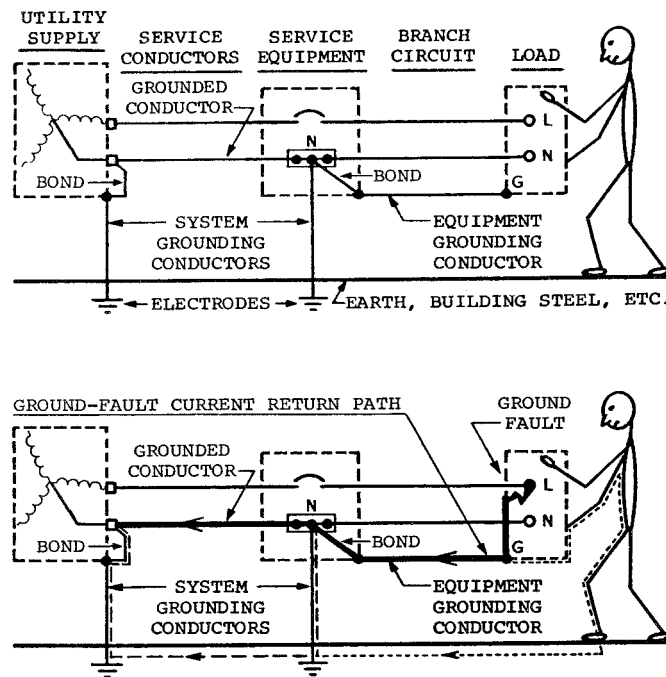 UTILITY
SUPPLY
SERVICE
CONDUCTORS
SERVICE
EQUIPMENT
BRANCH
CIRCUIT
LOAD
GROUNDED
CONDUCTOR
L
N
N
BOND
BOND
G
SYSTEM
GROUNDING
CONDUCTORS
EQUIPMENT
GROUNDING
CONDUCTOR
ELECTRODES
EARTH, BUILDING STEEL, ETC.
GROUND-FAULT CURRENT RETURN PATH
GROUND
FAULT
GROUNDED
CONDUCTOR
L
N
N
BOND
BOND
G
SYSTEM
GROUNDING
CONDUCTORS
EQUIPMENT
GROUNDING
CONDUCTOR